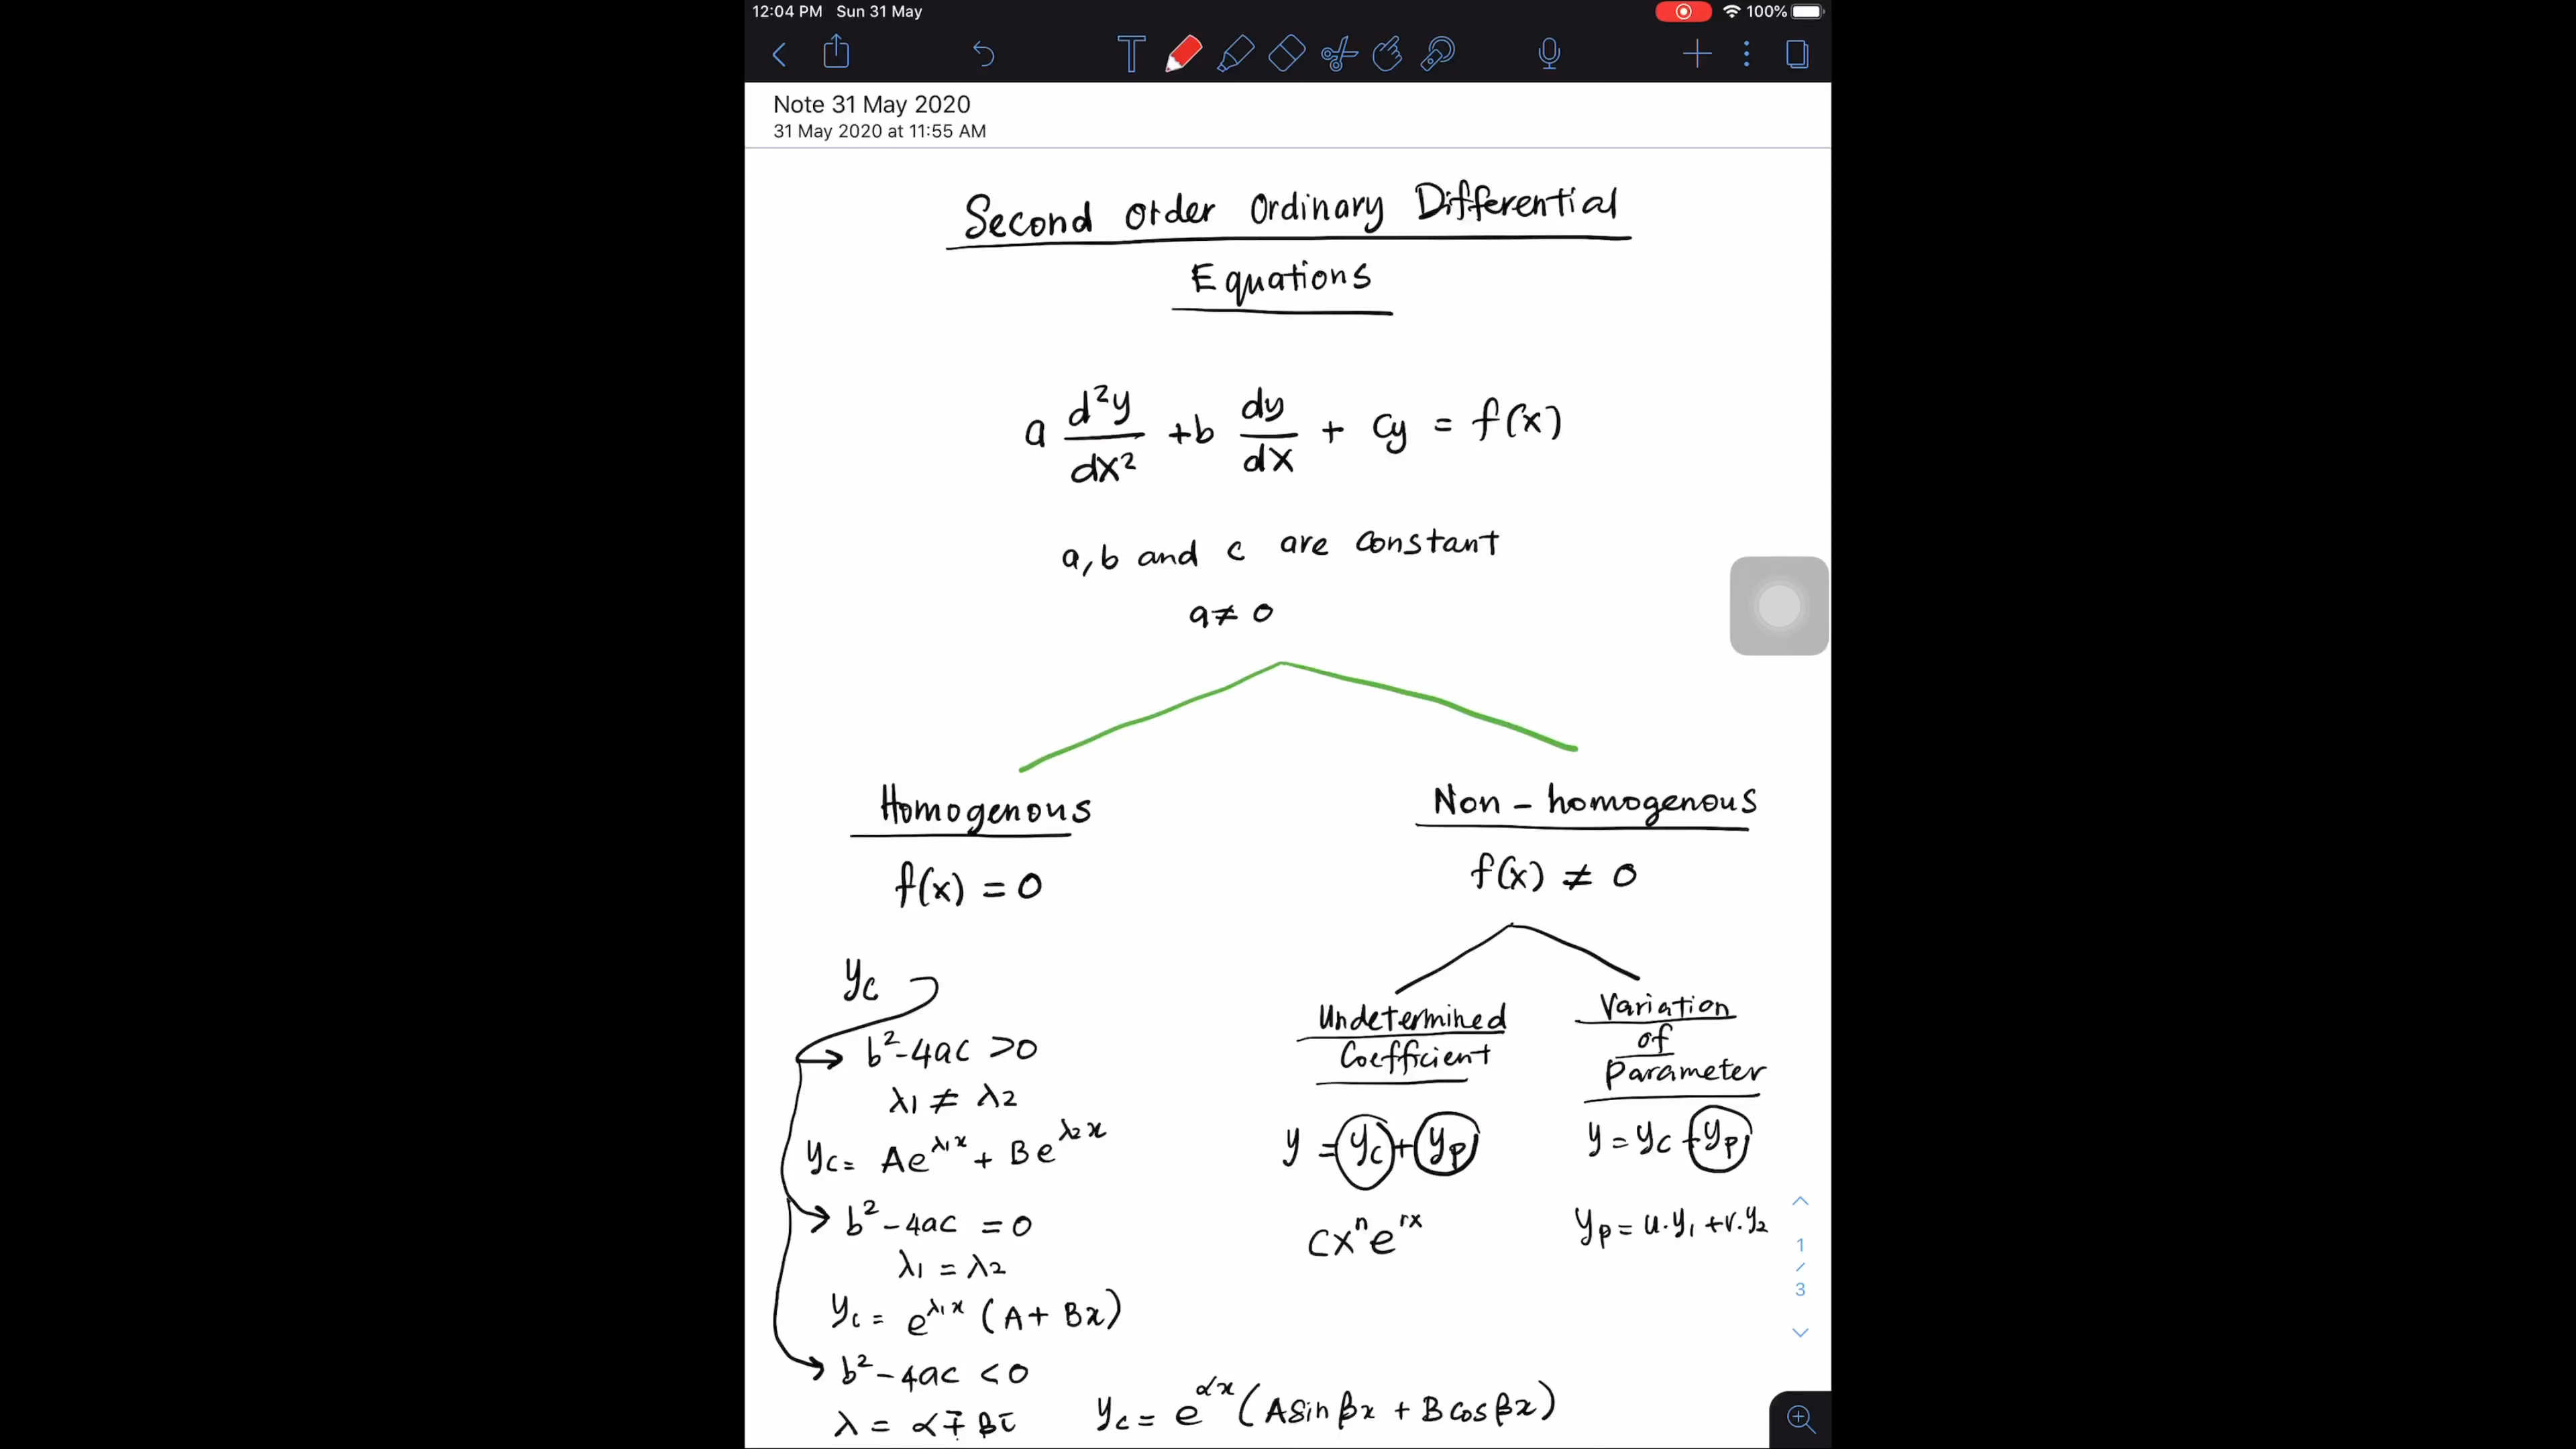 12:04 PM Sun 31 May
100%
Note 31 May 2020
31 May 2020 at 11:55 AM
Second Order Ordinary Differential
Equations
a d²y/dx² + b dy/dx + cy = f(x)
a, b and c are constant
a ≠ 0
Homogenous
Non - homogenous
f(x) = 0
f(x) ≠ 0
yc
b² - 4ac > 0
λ1 ≠ λ2
yc = Ae^λ1x + Be^λ2x
b² - 4ac = 0
λ1 = λ2
yc = e^λ1x (A + Bx)
b² - 4ac < 0
λ = α ∓ βi
yc = e^αx (A sin βx + B cos βx)
Undetermined
Coefficient
y = yc + yp
Cx^n e^rx
Variation
of
Parameter
y = yc + yp
yp = u.y₁ + v.y₂
1
/
3